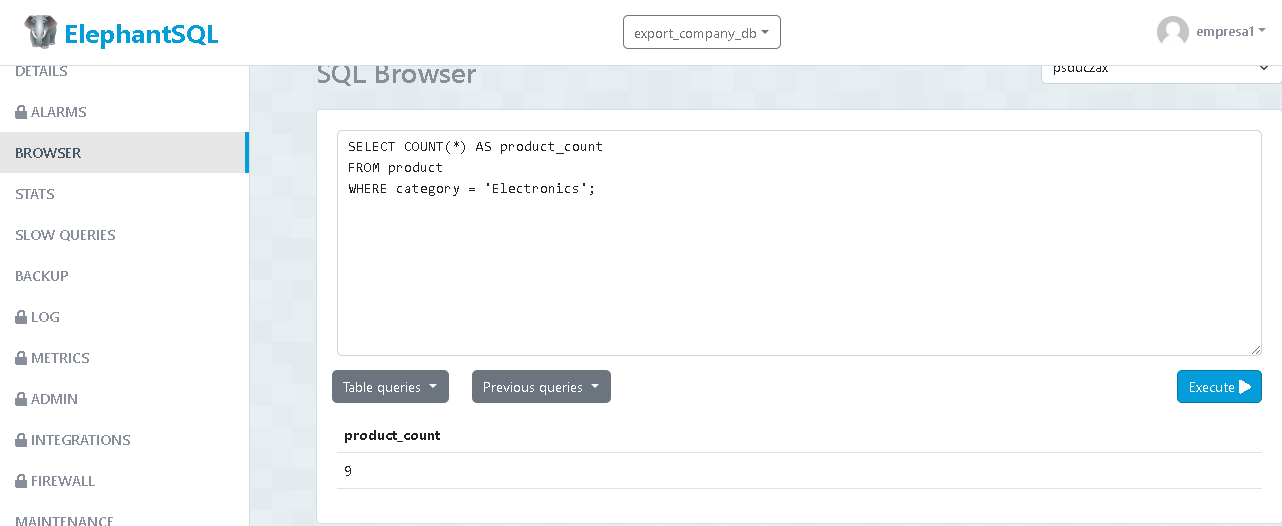 ElephantSQL
export_company_db
empresa1
DETAILS
ALARMS
BROWSER
STATS
SLOW QUERIES
BACKUP
LOG
METRICS
ADMIN
INTEGRATIONS
FIREWALL
MAINTENANCE
SQL Browser
psduczax
SELECT COUNT(*) AS product_count
FROM product
WHERE category = 'Electronics';
Table queries
Previous queries
Execute
product_count
9